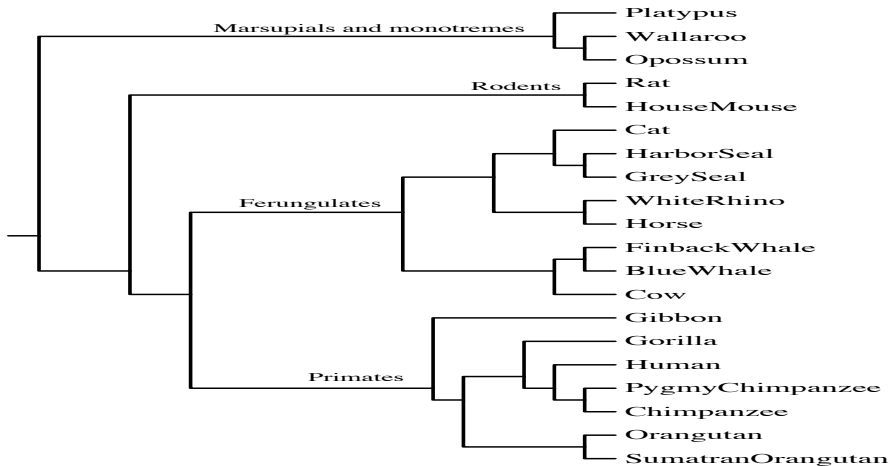 Platypus
Marsupials and monotremes
Wallaroo
Opossum
Rat
Rodents
HouseMouse
Cat
HarborSeal
GreySeal
WhiteRhino
Ferungulates
Horse
FinbackWhale
BlueWhale
Cow
Gibbon
Gorilla
Human
Primates
PygmyChimpanzee
Chimpanzee
Orangutan
SumatranOrangutan